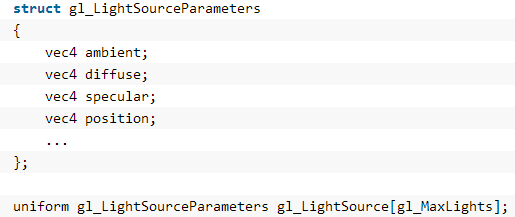 struct gl_LightSourceParameters
{
    vec4 ambient;
    vec4 diffuse;
    vec4 specular;
    vec4 position;
    ...
};
uniform gl_LightSourceParameters gl_LightSource[gl_MaxLights];